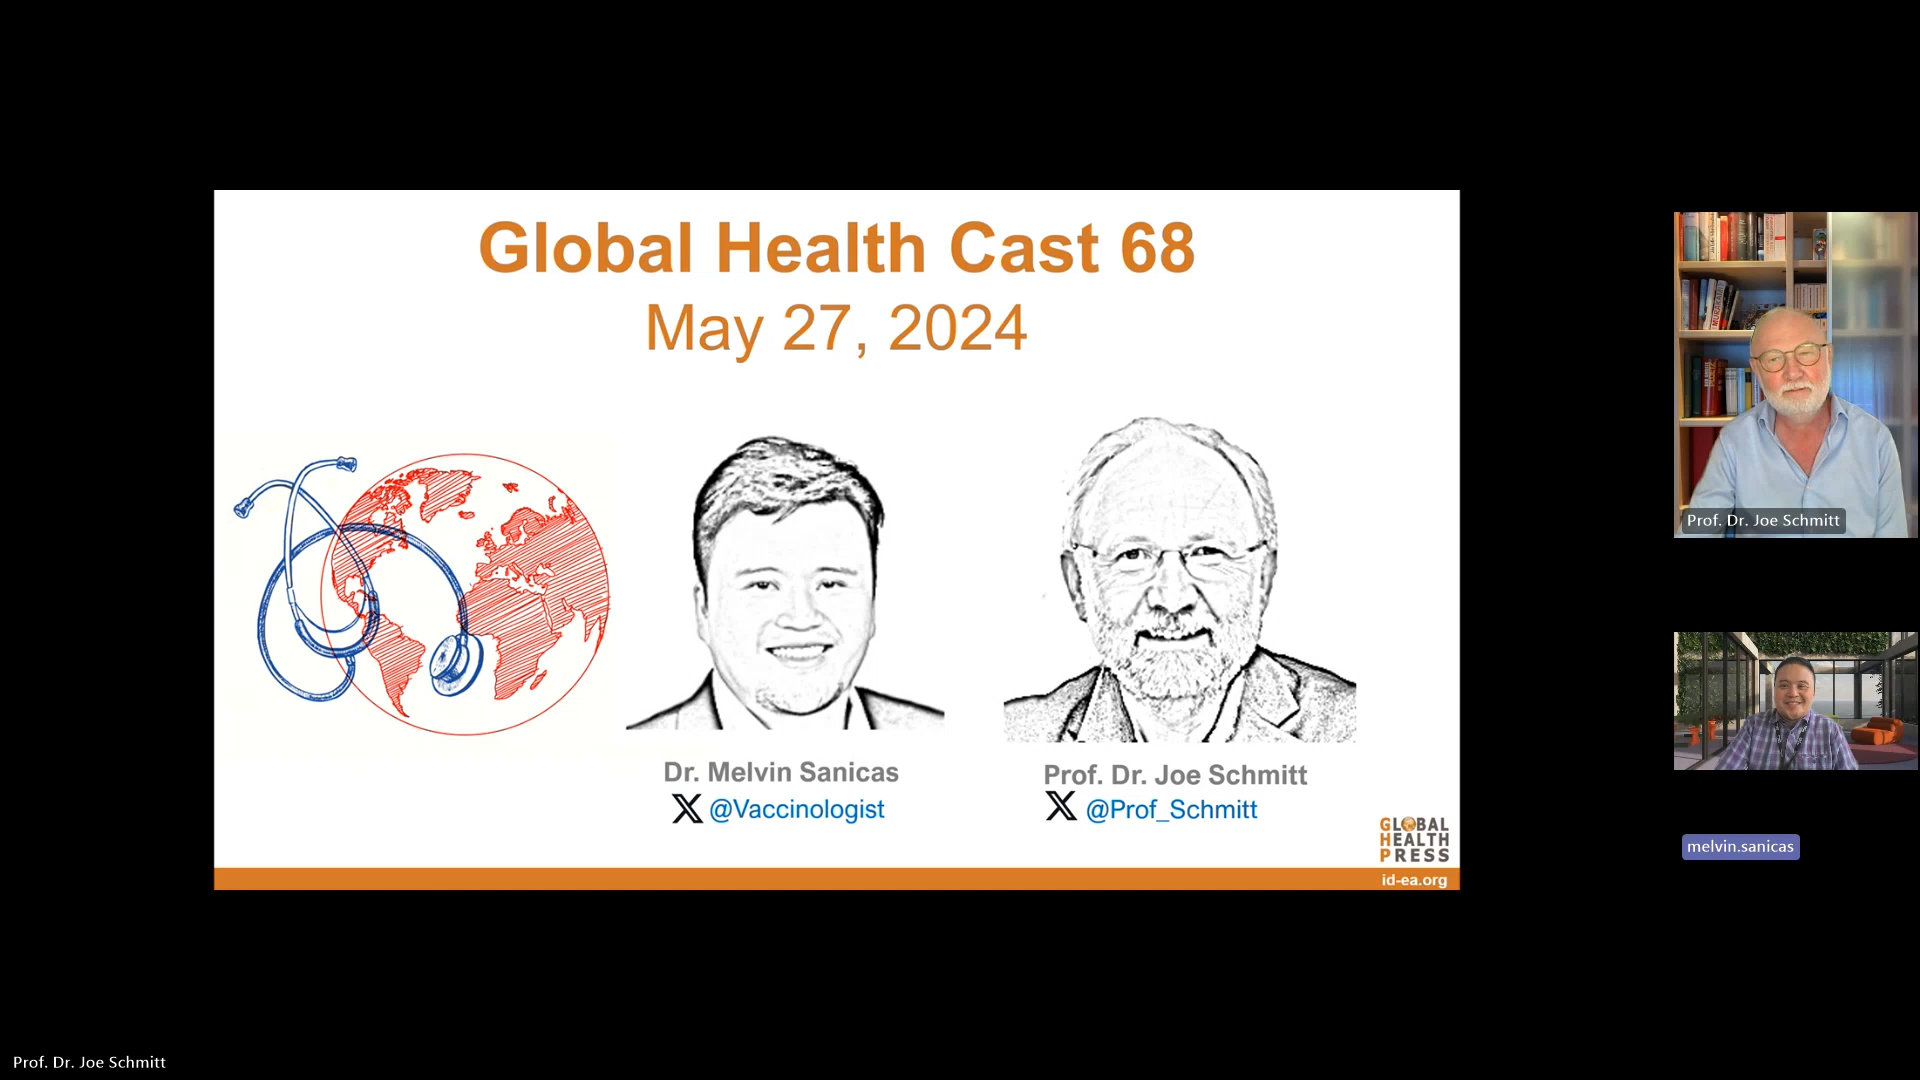 Global Health Cast 68
May 27, 2024
Dr. Melvin Sanicas
@Vaccinologist
Prof. Dr. Joe Schmitt
@Prof_Schmitt
GLOBAL
HEALTH
PRESS
id-ea.org
Prof. Dr. Joe Schmitt
melvin.sanicas
Prof. Dr. Joe Schmitt